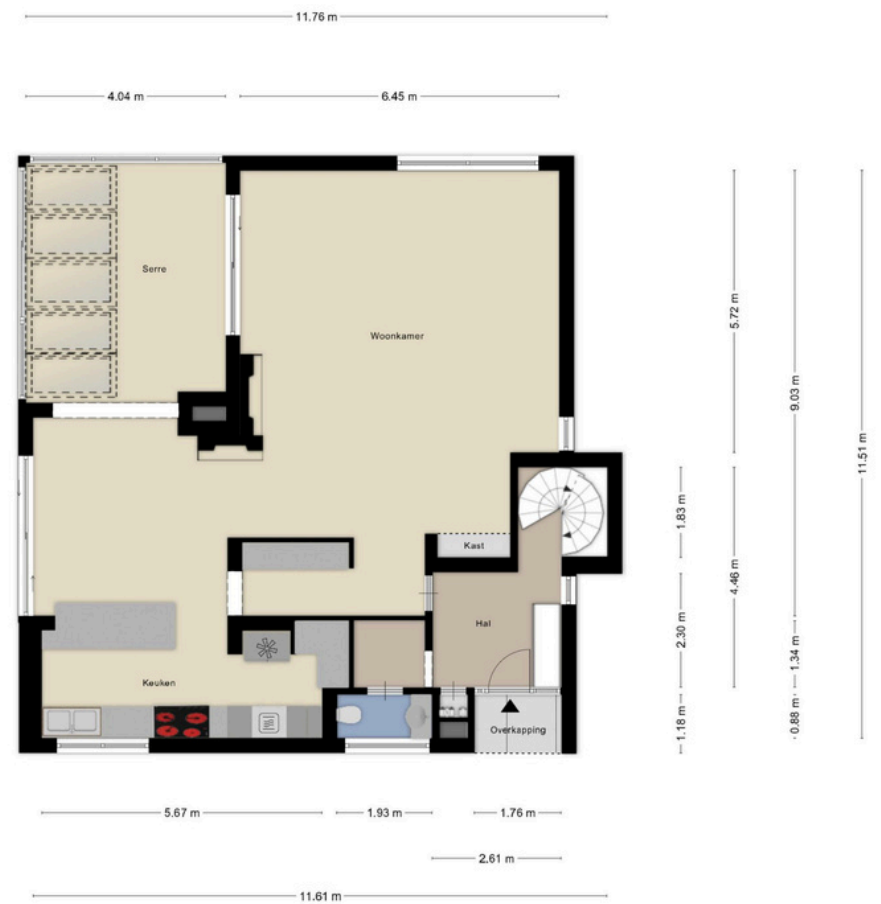 11.76 m
4.04 m
6.45 m
Serre
Woonkamer
5.72 m
9.03 m
11.51 m
1.83 m
Kast
4.46 m
Hal
2.30 m
1.34 m
Keuken
Overkapping
1.18 m
0.88 m
5.67 m
1.93 m
1.76 m
2.61 m
11.61 m